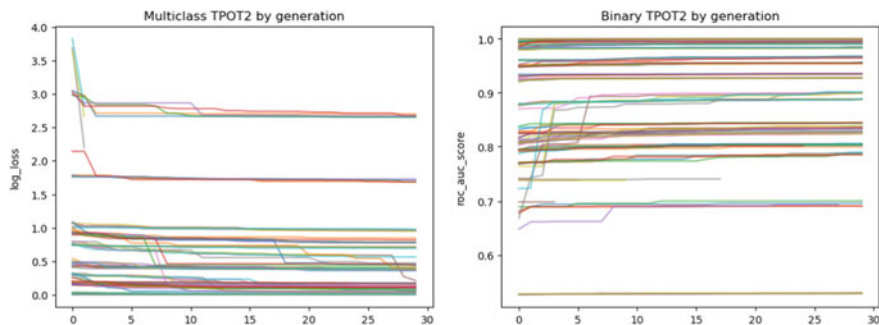 Multiclass TPOT2 by generation
4.0
3.5
3.0
2.5
2.0
1.5
1.0
0.5
0.0
log_loss
0 5 10 15 20 25 30
Binary TPOT2 by generation
1.0
0.9
0.8
0.7
0.6
roc_auc_score
0 5 10 15 20 25 30